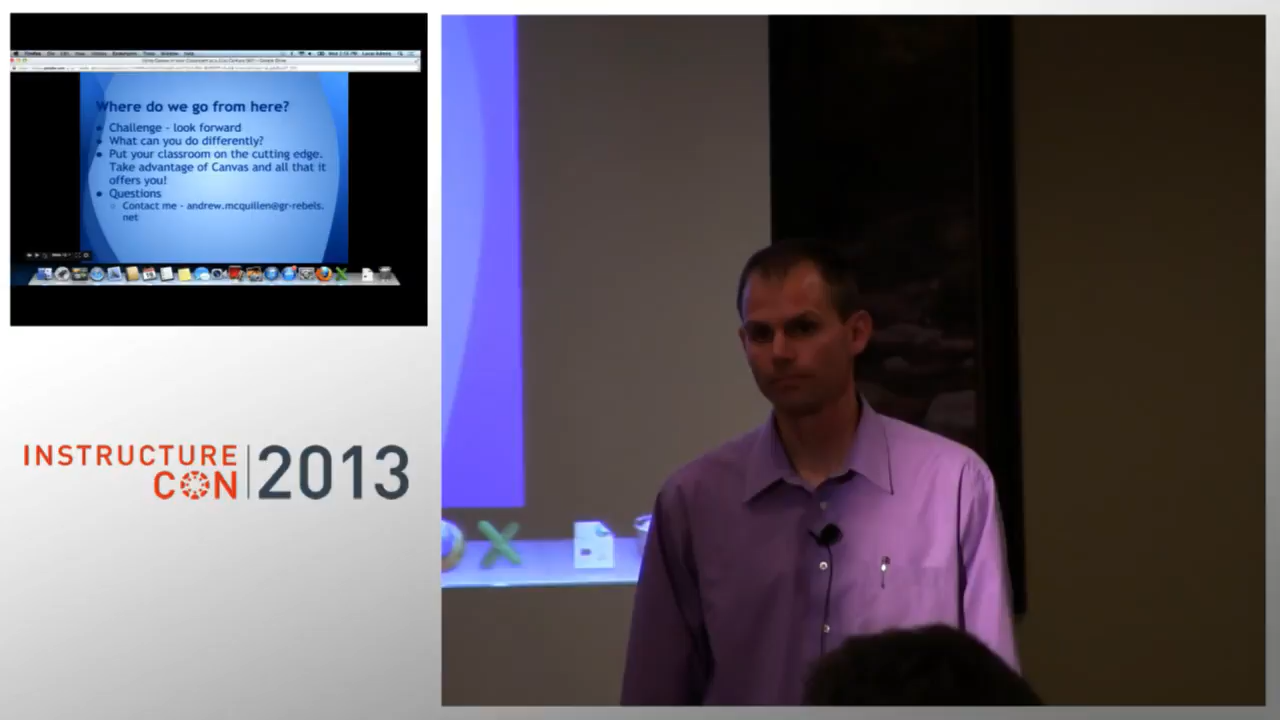 Where do we go from here?
Challenge - look forward
What can you do differently?
Put your classroom on the cutting edge.
Take advantage of Canvas and all that it
offers you!
Questions
Contact me - andrew.mcquillen@gr-rebels.
net
INSTRUCTURE
CON
2013